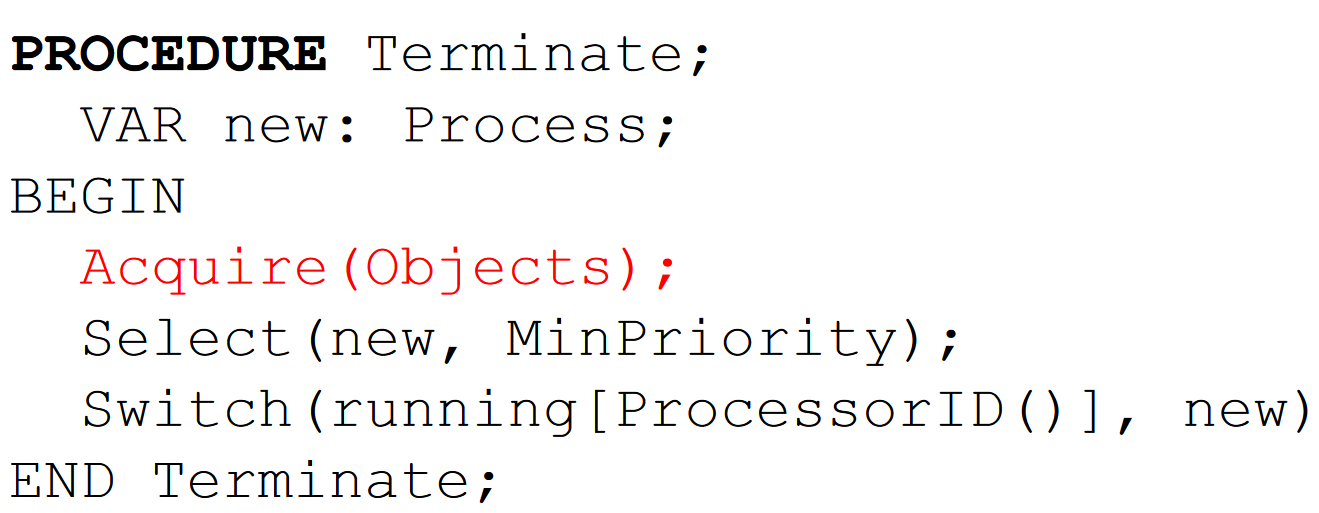 PROCEDURE Terminate;
  VAR new: Process;
BEGIN
  Acquire(Objects);
  Select(new, MinPriority);
  Switch(running[ProcessorID()], new)
END Terminate;